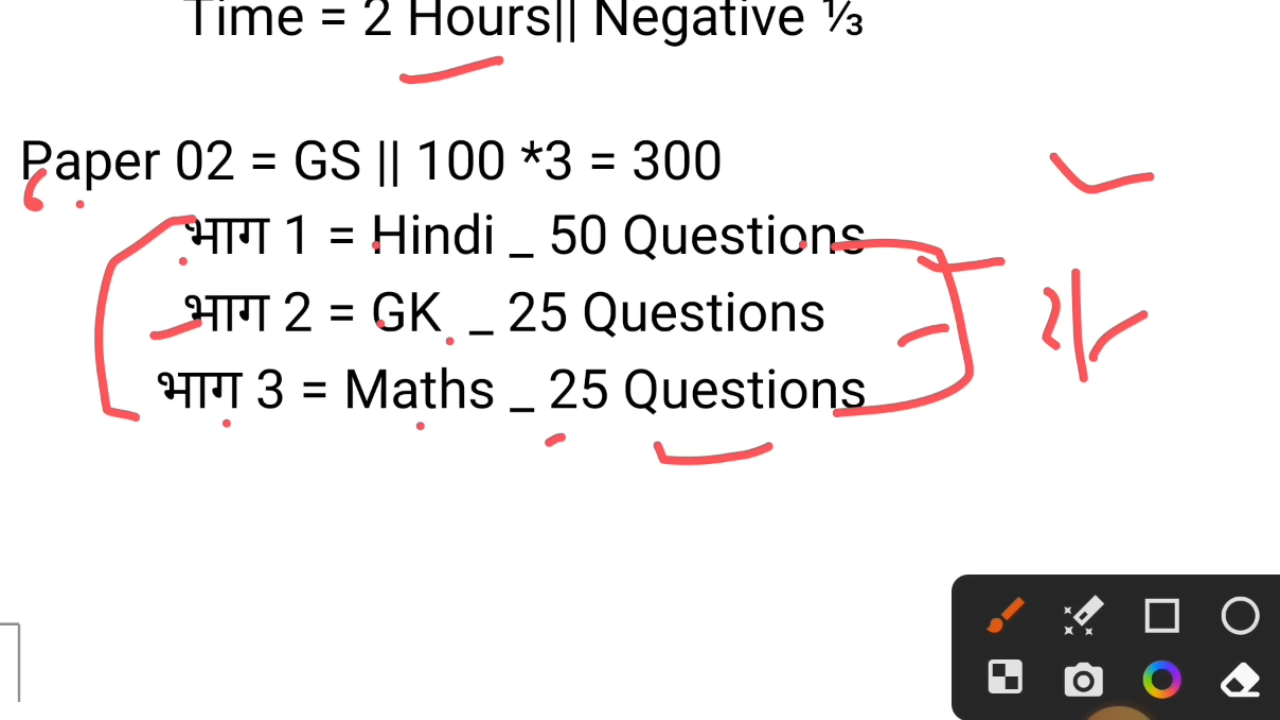 Time = 2 Hours|| Negative ⅓
Paper 02 = GS || 100 *3 = 300
भाग 1 = Hindi _ 50 Questions
भाग 2 = GK _ 25 Questions
भाग 3 = Maths _ 25 Questions